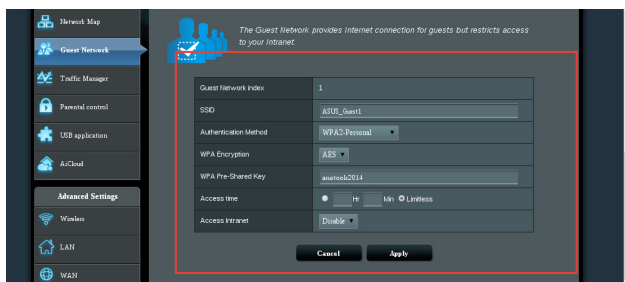 Network Map
Guest Network
Traffic Manager
Parental control
USB application
AiCloud
Advanced Settings
Wireless
LAN
WAN
The Guest Network provides Internet connection for guests but restricts access
to your Intranet.
Guest Network index 1
SSID ASUS_Guest1
Authentication Method WPA2-Personal
WPA Encryption AES
WPA Pre-Shared Key asustools2014
Access time Hr Min Limitless
Access Intranet Disable
Cancel Apply